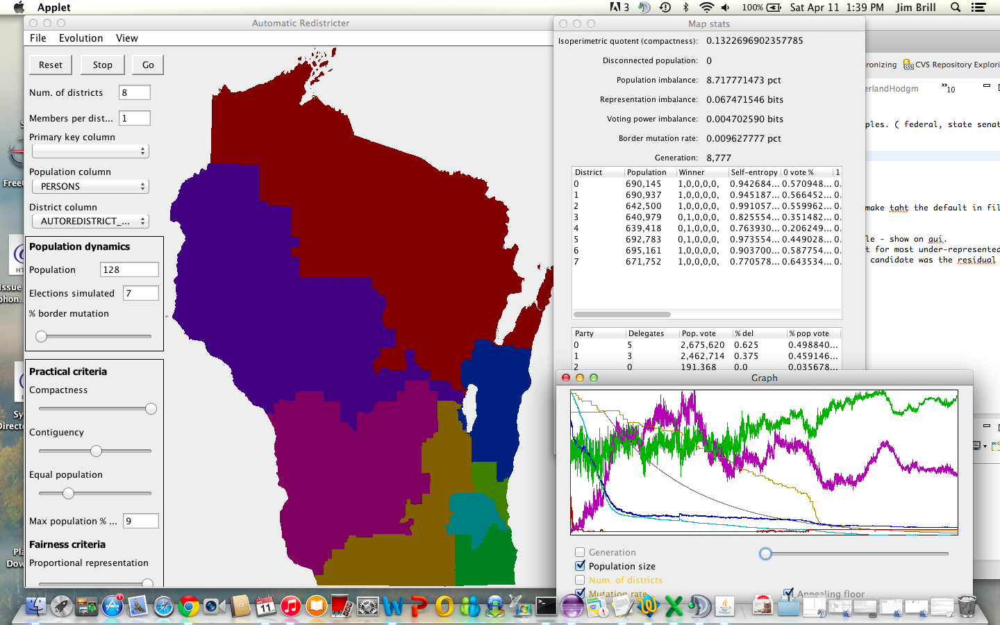 Applet
3
100%
Sat Apr 11 1:39 PM
Jim Brill
Automatic Redistricter
File Evolution View
Reset Stop Go
Num. of districts 8
Members per dist... 1
Primary key column
Population column
PERSONS
District column
AUTOREDISTRICT_...
Population dynamics
Population 128
Elections simulated 7
% border mutation
Practical criteria
Compactness
Contiguency
Equal population
Max population % ... 9
Fairness criteria
Proportional representation
Map stats
Isoperimetric quotent (compactness): 0.1322696902357785
Disconnected population: 0
Population imbalance: 8.717771473 pct
Representation imbalance: 0.067471546 bits
Voting power imbalance: 0.004702590 bits
Border mutation rate: 0.009627777 pct
Generation: 8,777
District Population Winner Self-entropy 0 vote % 1
0 690,145 1,0,0,0,0, 0.942684... 0.570948... 0.
1 690,937 1,0,0,0,0, 0.945187... 0.566452... 0.
2 642,500 1,0,0,0,0, 0.991057... 0.559962... 0.
3 640,979 0,1,0,0,0, 0.825554... 0.351482... 0.
4 639,418 0,1,0,0,0, 0.763930... 0.206249... 0.
5 692,783 0,1,0,0,0, 0.973554... 0.449028... 0.
6 695,161 1,0,0,0,0, 0.903700... 0.587754... 0.
7 671,752 1,0,0,0,0, 0.770578... 0.643534... 0.
Party Delegates Pop. vote % del % pop vote
0 5 2,675,620 0.625 0.498840...
1 3 2,462,714 0.375 0.459146...
2 0 191,368 0.0 0.035678...
Graph
Generation
Population size
Num. of districts
Mutation rate
Appealing floor
ronizing CVS Repository Explori
erlandHodgm »10
ples. ( federal, state senat
make taht the default in fil
le - show on gui.
t for most under-represented
candidate was the residual